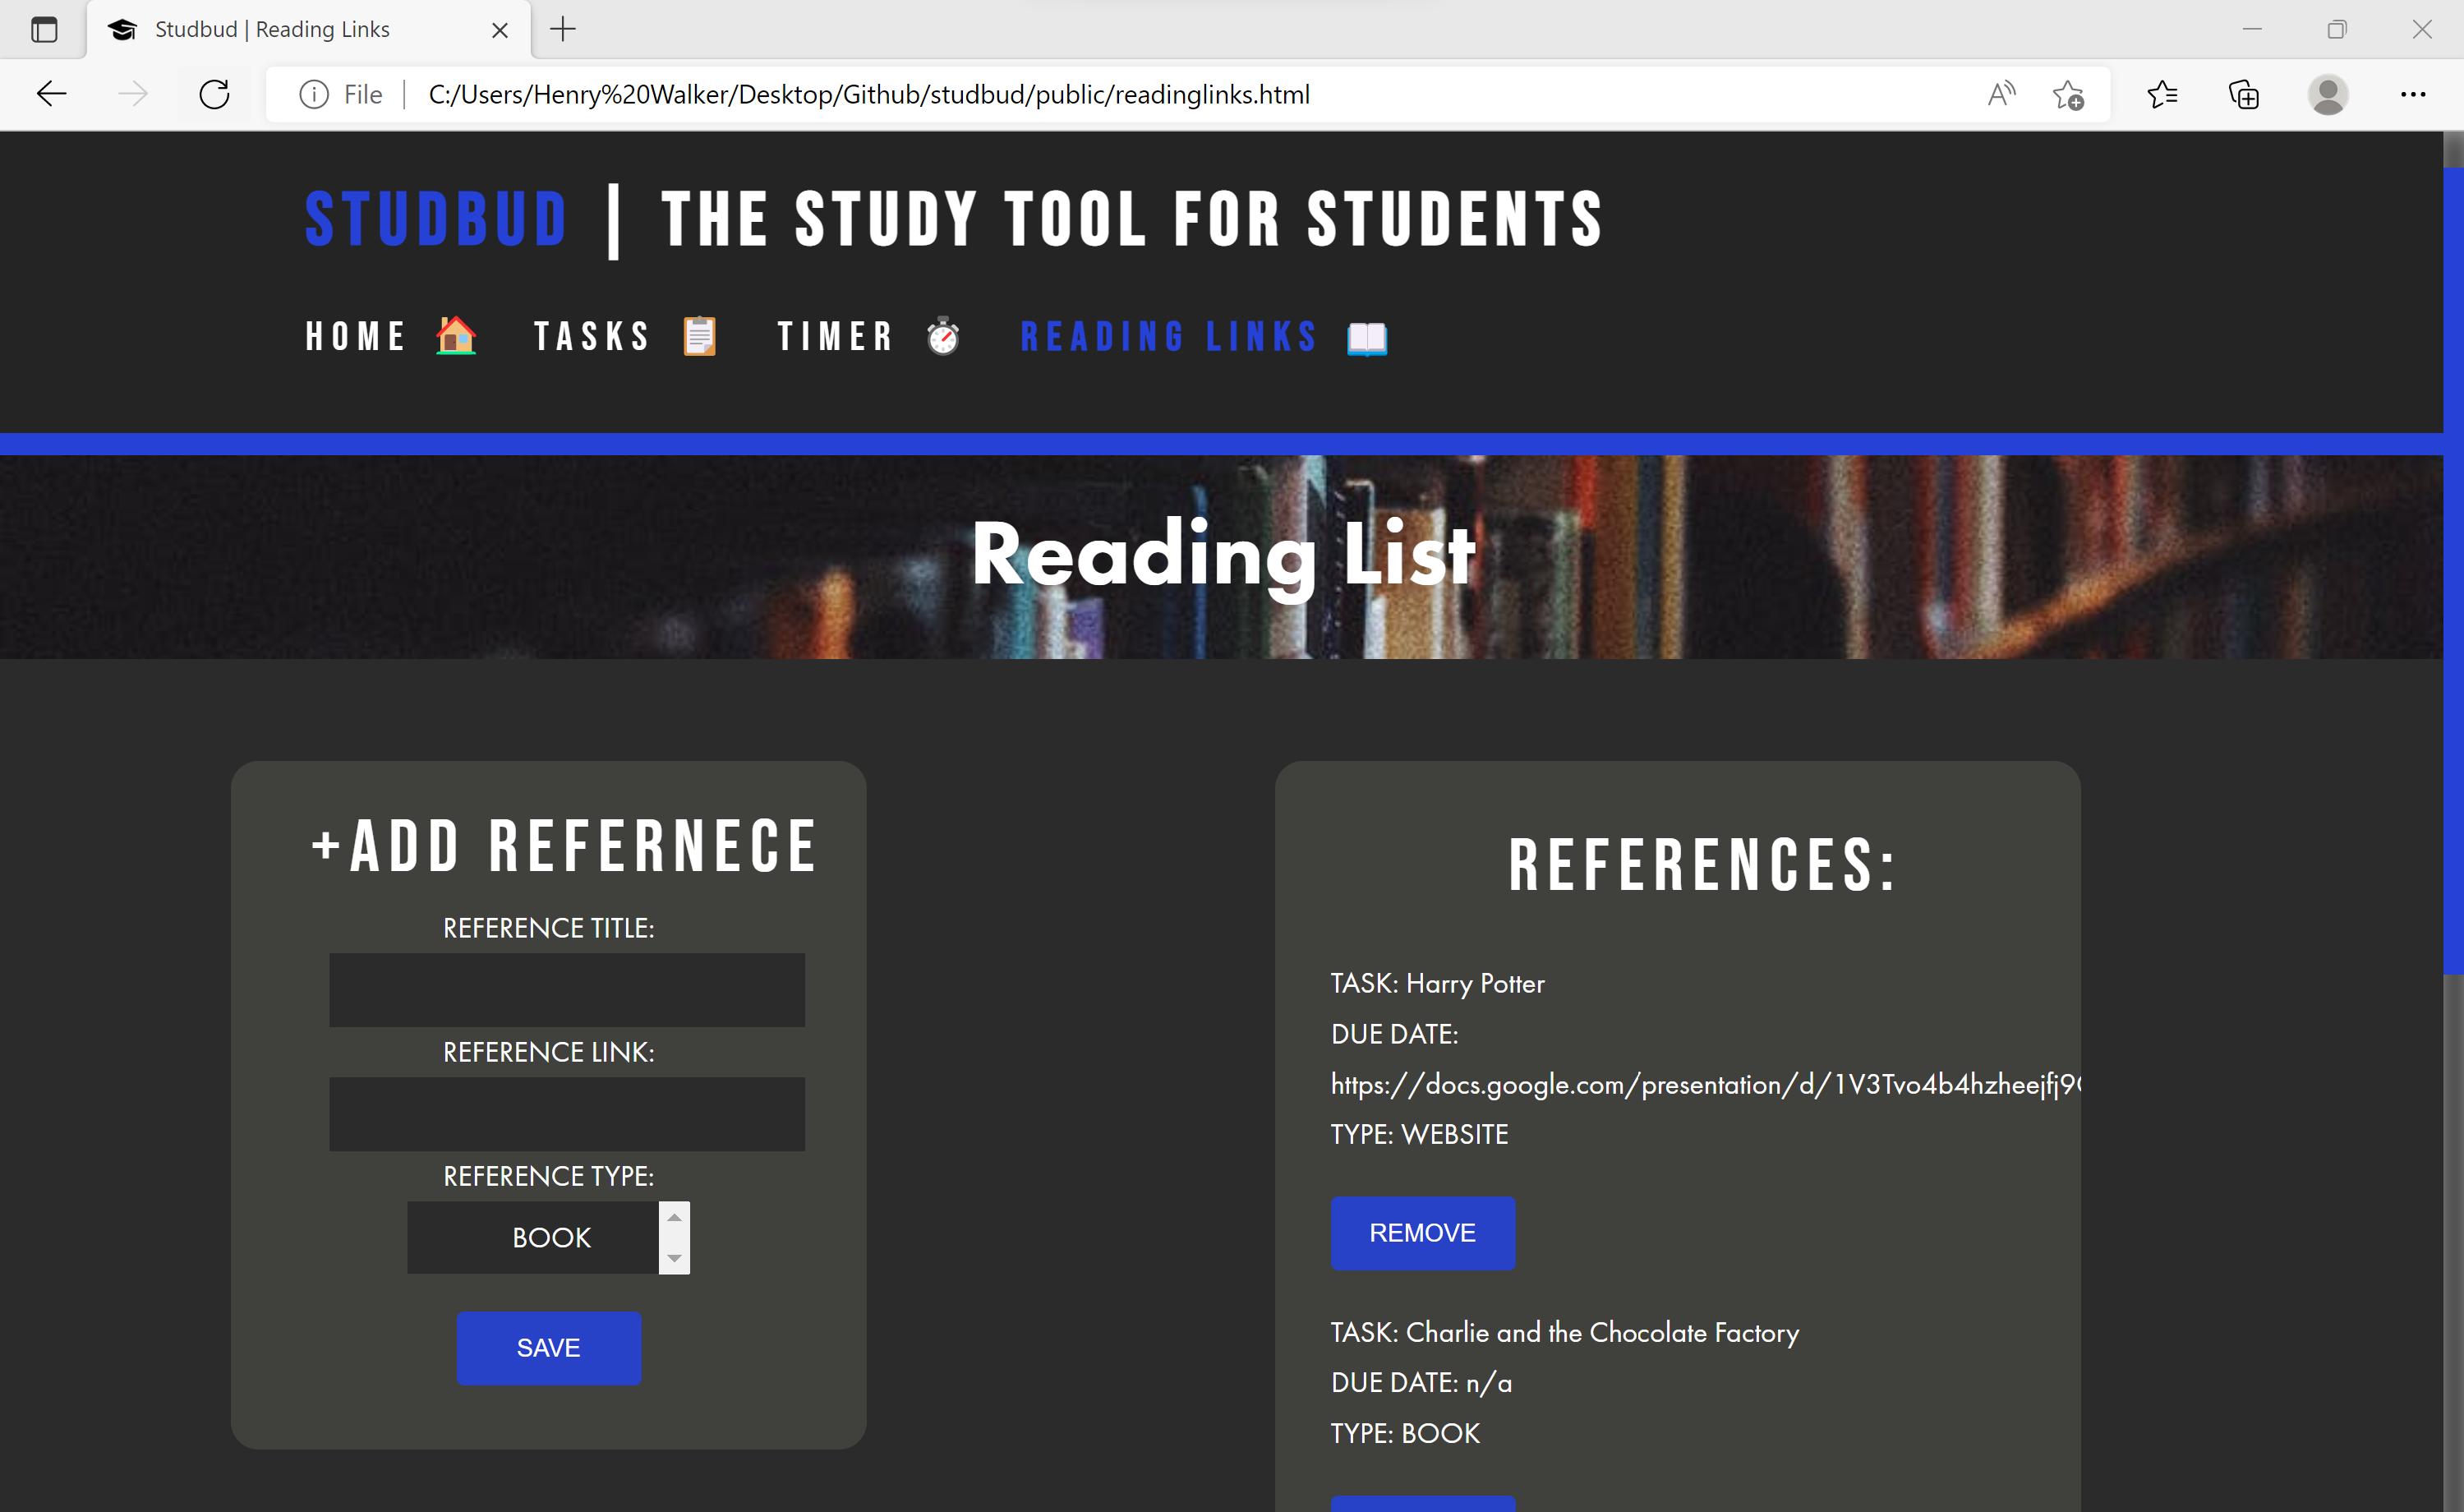 Studbud | Reading Links
File
C:/Users/Henry%20Walker/Desktop/Github/studbud/public/readinglinks.html
STUDBUD | THE STUDY TOOL FOR STUDENTS
HOME TASKS TIMER READING LINKS
Reading List
+ADD REFERNECE
REFERENCE TITLE:
REFERENCE LINK:
REFERENCE TYPE:
BOOK
SAVE
REFERENCES:
TASK: Harry Potter
DUE DATE:
https://docs.google.com/presentation/d/1V3Tvo4b4hzheejfj9
TYPE: WEBSITE
REMOVE
TASK: Charlie and the Chocolate Factory
DUE DATE: n/a
TYPE: BOOK